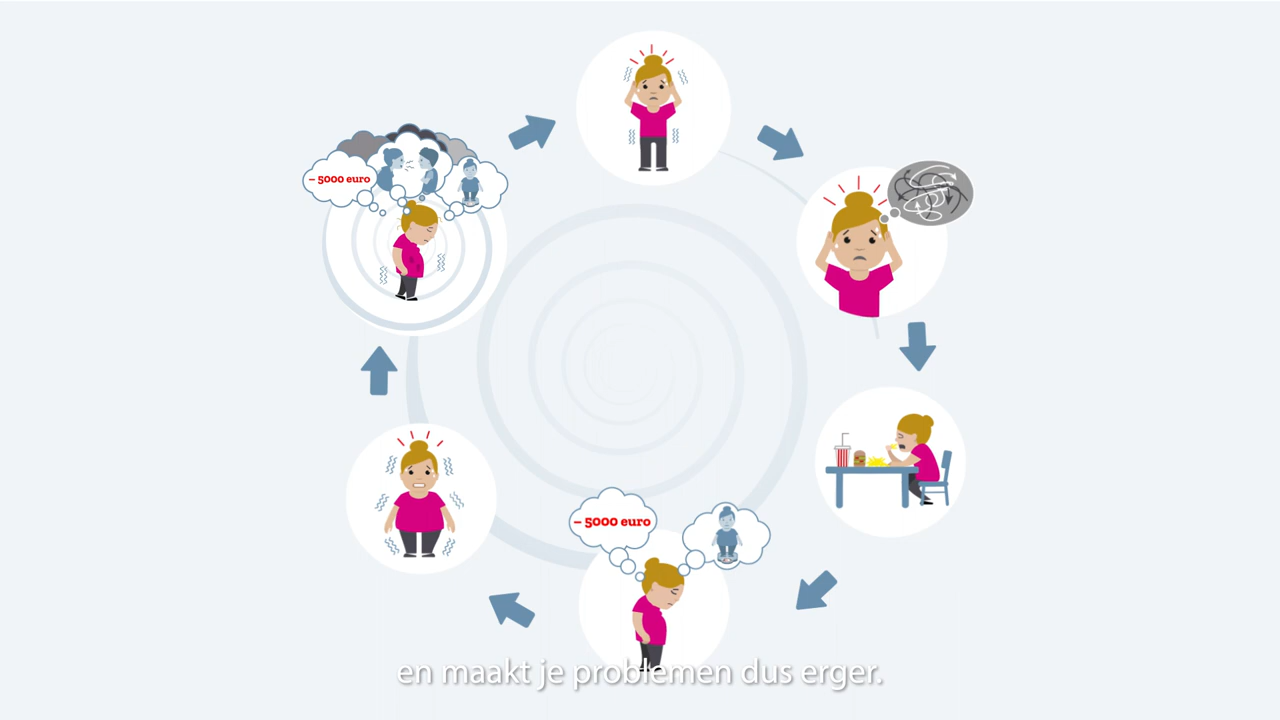 – 5000 euro
– 5000 euro
en maakt je problemen dus erger.